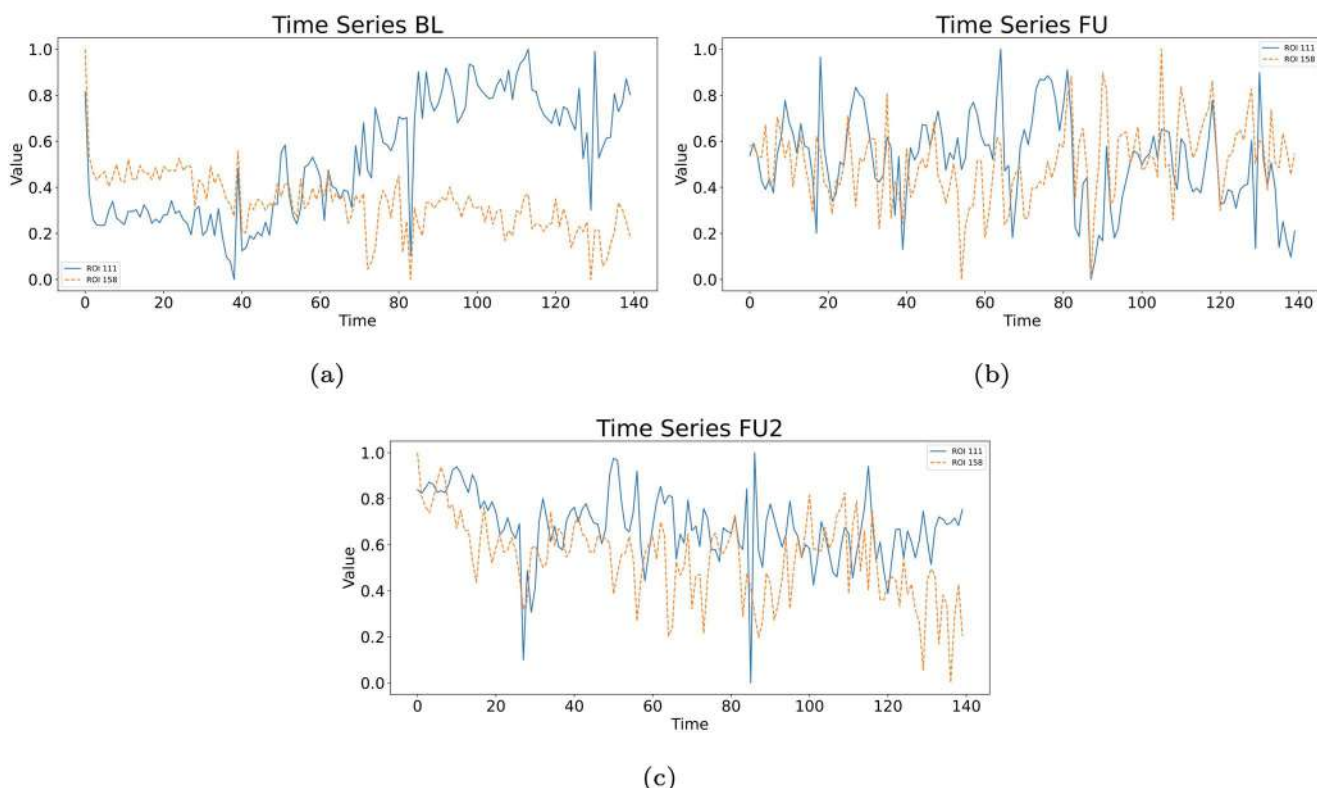 Time Series BL
1.0
0.8
0.6
0.4
0.2
0.0
Value
ROI 111
ROI 158
0 20 40 60 80 100 120 140
Time
(a)
Time Series FU
1.0
0.8
0.6
0.4
0.2
0.0
Value
ROI 111
ROI 158
0 20 40 60 80 100 120 140
Time
(b)
Time Series FU2
1.0
0.8
0.6
0.4
0.2
0.0
Value
ROI 111
ROI 158
0 20 40 60 80 100 120 140
Time
(c)